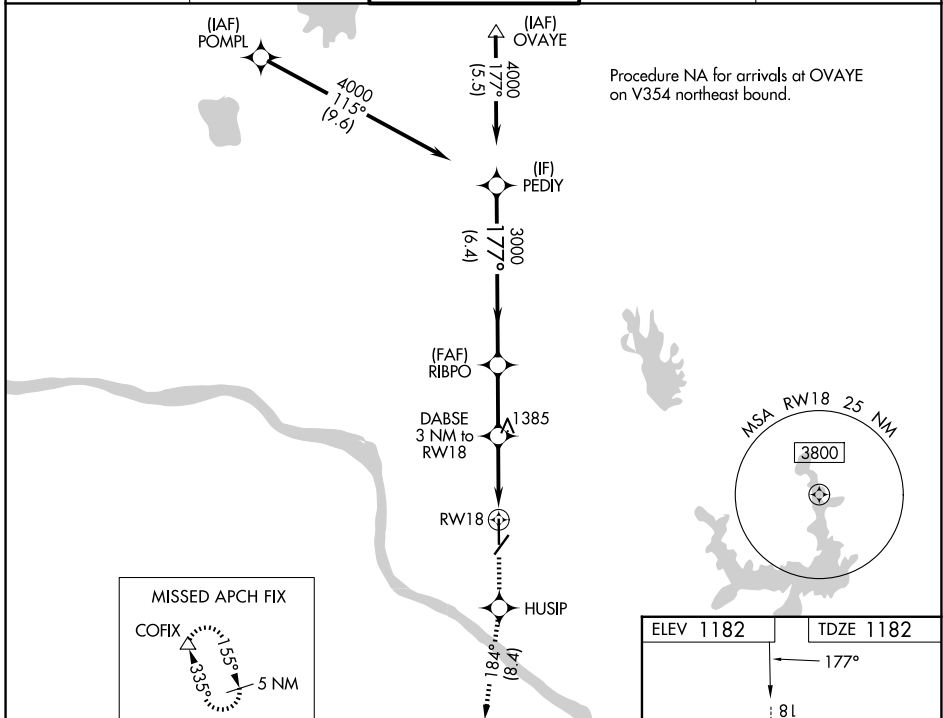 (IAF)
POMPL
4000
115°
(9.6)
(IAF)
OVAYE
4000
177°
(5.5)
Procedure NA for arrivals at OVAYE
on V354 northeast bound.
(IF)
PEDIY
3000
177°
(6.4)
(FAF)
RIBPO
DABSE
3 NM to
RW18
1385
MSA RW18 25 NM
3800
RW18
HUSIP
184°
(8.4)
MISSED APCH FIX
COFIX
155°
335°
5 NM
ELEV 1182
TDZE 1182
177°
18